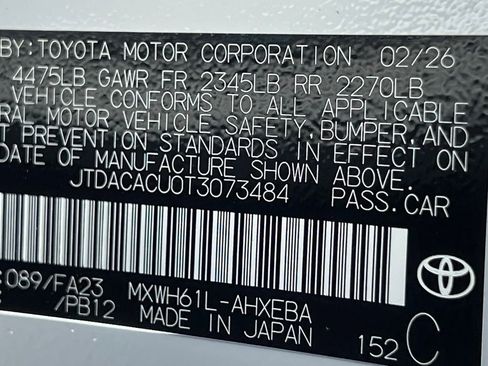 BY: TOYOTA MOTOR CORPORATION 02/26
4475LB GAWR FR 2345LB RR 2270LB
VEHICLE CONFORMS TO ALL APPLICABLE
RAL MOTOR VEHICLE SAFETY, BUMPER, AND
T PREVENTION STANDARDS IN EFFECT ON
DATE OF MANUFACTURE SHOWN ABOVE.
JTDACACU0T3073484 PASS.CAR
:089/FA23 MXWH61L-AHXEBA
/PB12 MADE IN JAPAN 152 C